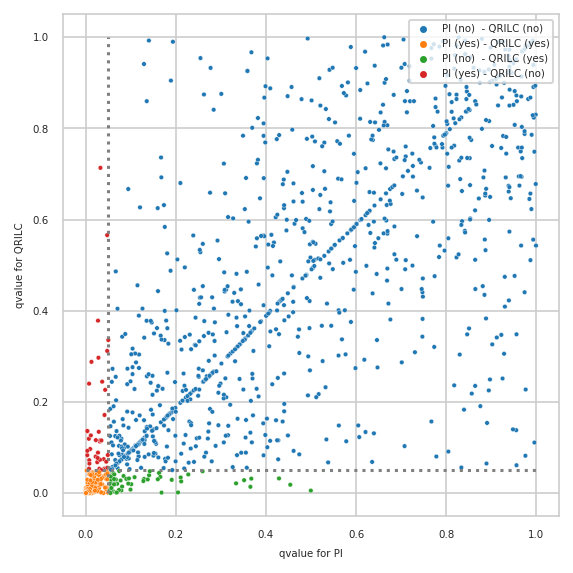 PI (no)  - QRILC (no)
PI (yes) - QRILC (yes)
PI (no)  - QRILC (yes)
PI (yes) - QRILC (no)
1.0
0.8
0.6
0.4
0.2
0.0
qvalue for QRILC
0.0 0.2 0.4 0.6 0.8 1.0
qvalue for PI